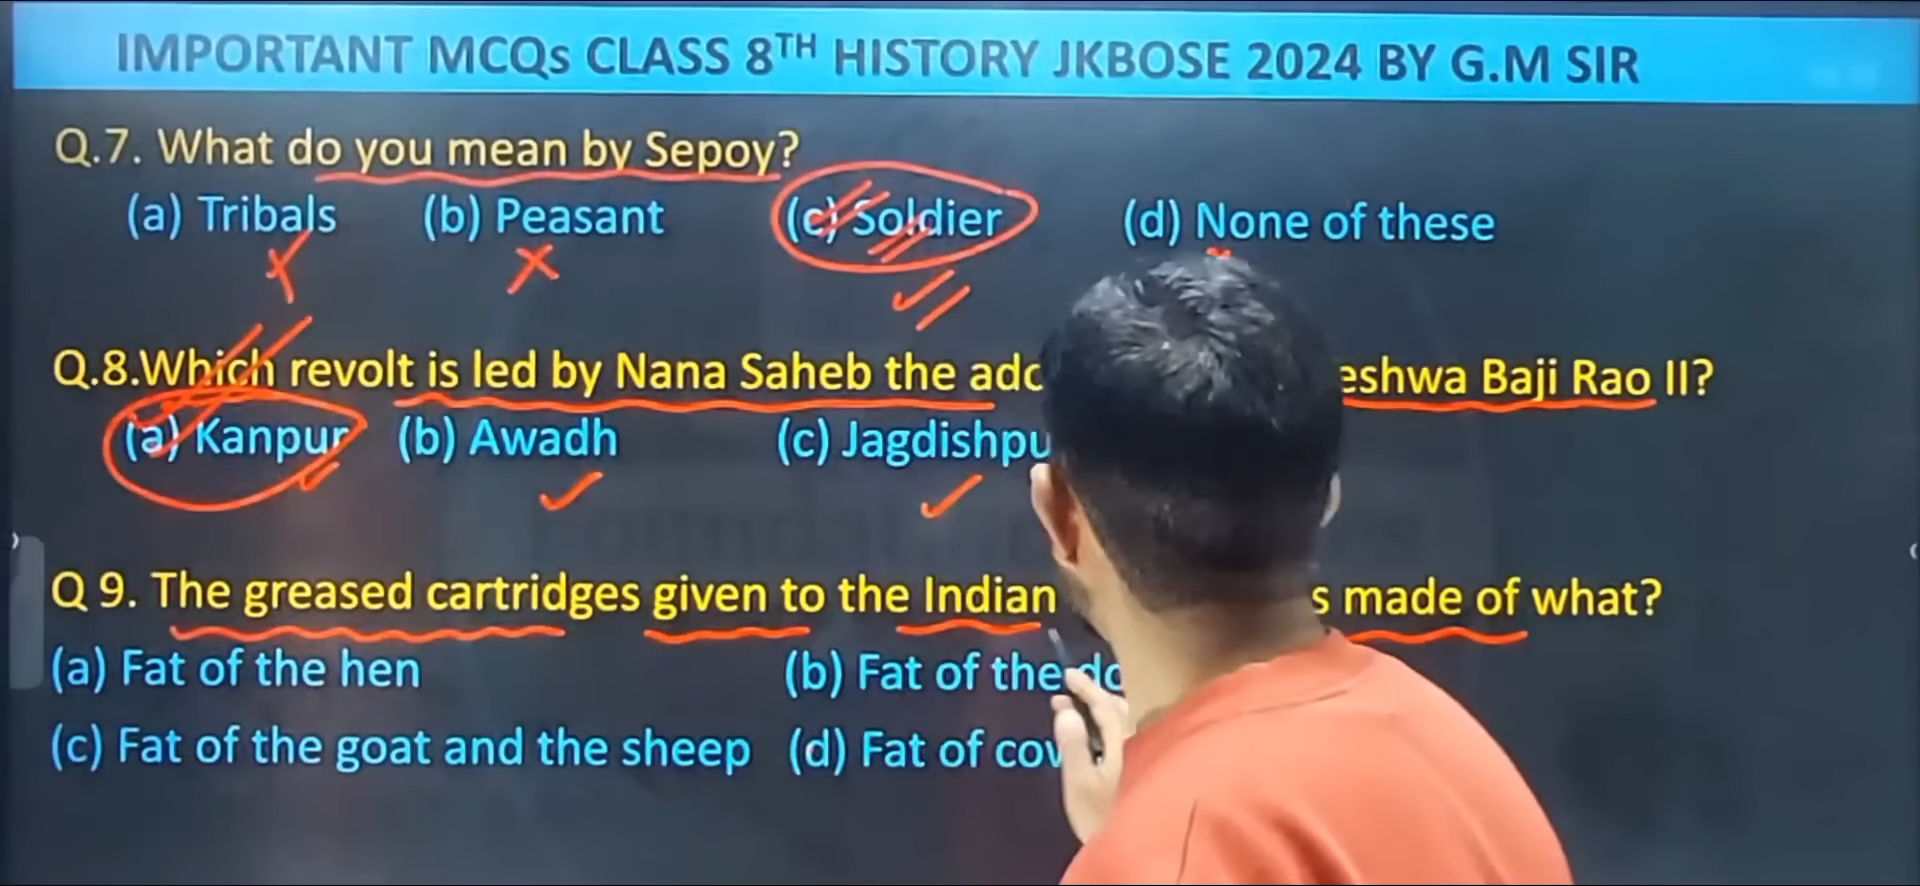 IMPORTANT MCQs CLASS 8TH HISTORY JKBOSE 2024 BY G.M SIR
Q.7. What do you mean by Sepoy?
(a) Tribals (b) Peasant (c) Soldier (d) None of these
Q.8.Which revolt is led by Nana Saheb the eshwa Baji Rao II?
(a) Kanpur (b) Awadh (c) Jagdishpu
Q 9. The greased cartridges given to the Indian s made of what?
(a) Fat of the hen (b) Fat of the
(c) Fat of the goat and the sheep (d) Fat of